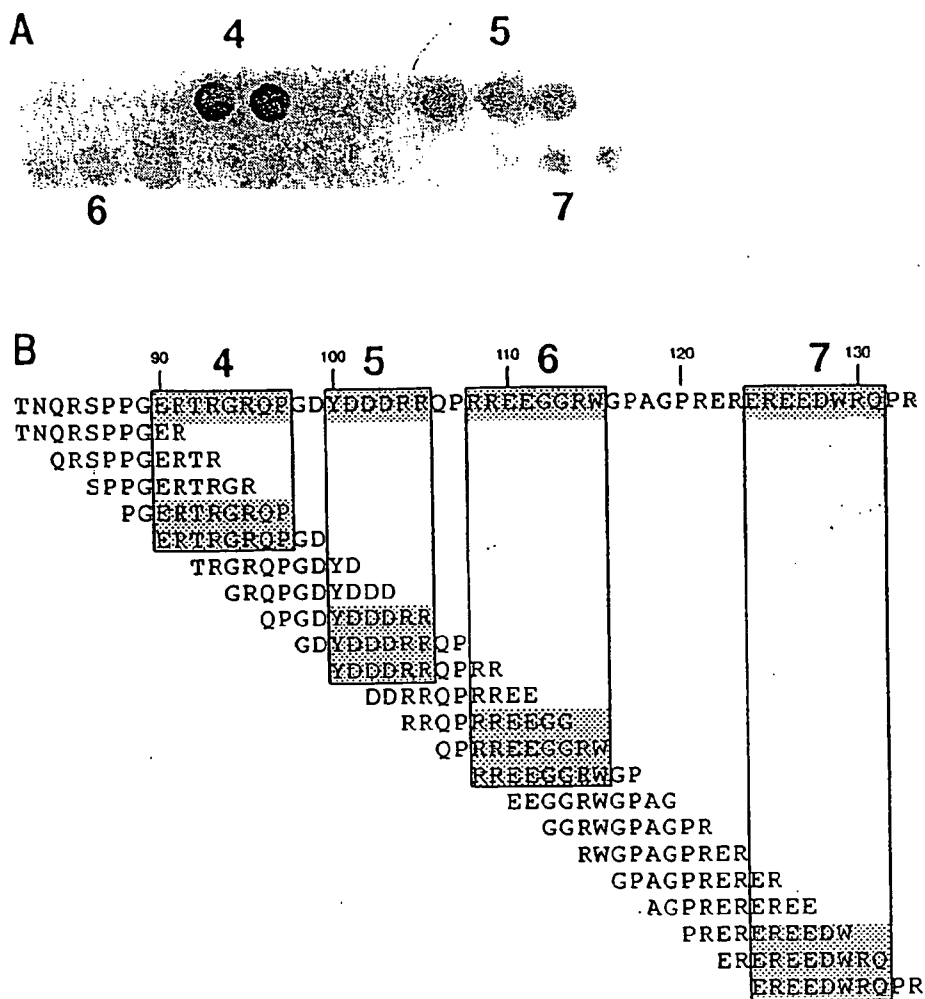 A
4
5
6
7
B
90
4
100
5
110
6
120
7
130
TNQRSPPGERTRGRQPGDYDDDRRQPRREEGGRWGPAGPREREREEDWRQPR
TNQRSPPGER
QRSPPGERTR
SPPGERTRGR
PGERTRGRQP
ERTRGRQPGD
TRGRQPGDYD
GRQPGDYDDD
QPGDYDDDRR
GDYDDDRRQP
YDDDRRQPRR
DDRRQPRREE
RRQPRREEGG
QPRREEGGRW
RREEGGRWGP
EEGGRWGPAG
GGRWGPAGPR
RWGPAGPRER
GPAGPRERER
AGPREREREE
PREREREEDW
EREREEDWRQ
EREEDWRQPR